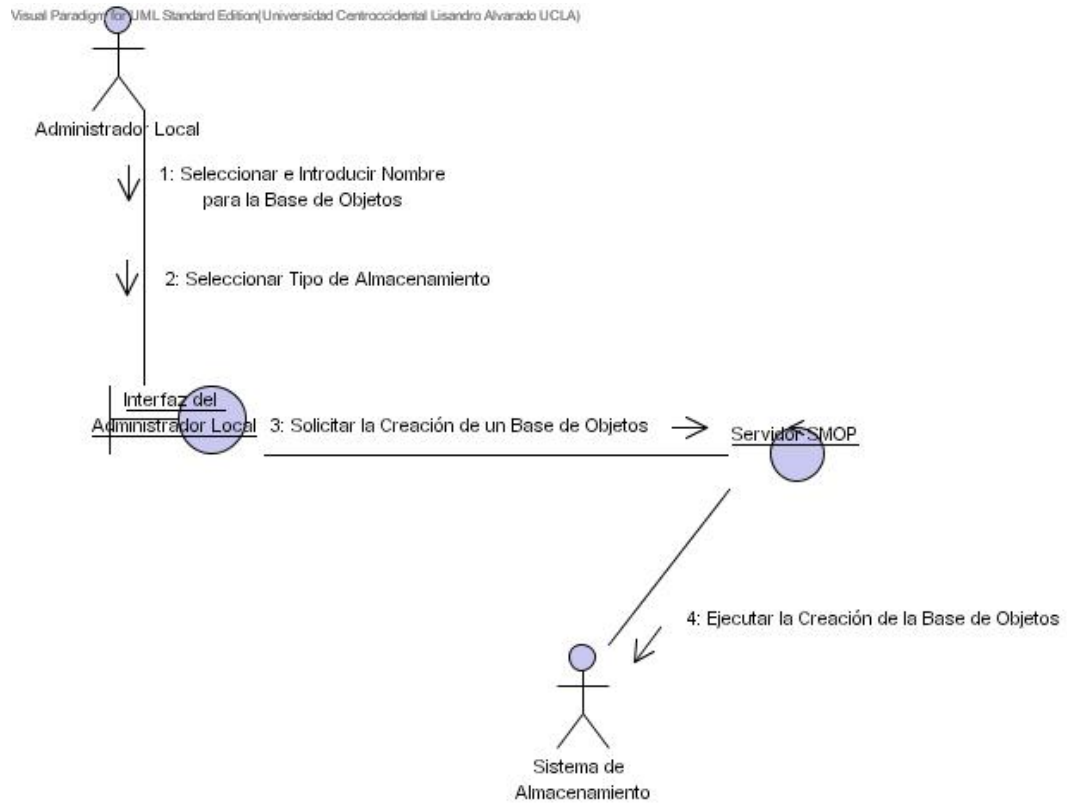 Visual Paradigm for UML Standard Edition(Universidad Centroccidental Lisandro Alvarado UCLA)
Administrador Local
1: Seleccionar e Introducir Nombre
para la Base de Objetos
2: Seleccionar Tipo de Almacenamiento
Interfaz del
Administrador Local
3: Solicitar la Creación de un Base de Objetos
Servidor SMOP
4: Ejecutar la Creación de la Base de Objetos
Sistema de
Almacenamiento